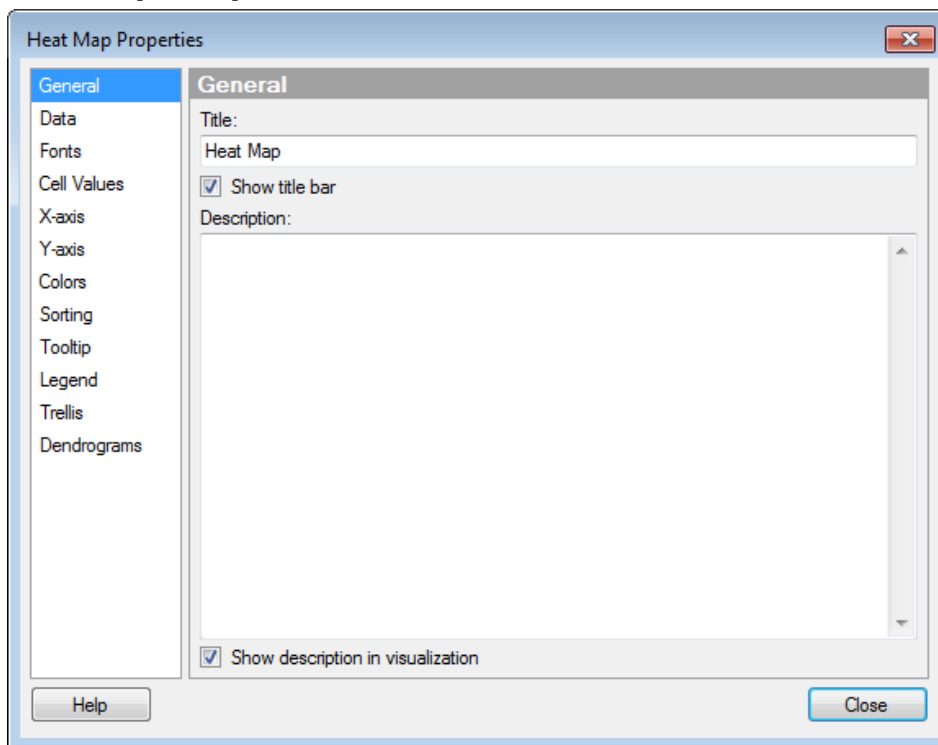 Heat Map Properties
General
Data
Fonts
Cell Values
X-axis
Y-axis
Colors
Sorting
Tooltip
Legend
Trellis
Dendrograms
General
Title:
Heat Map
Show title bar
Description:
Show description in visualization
Help
Close